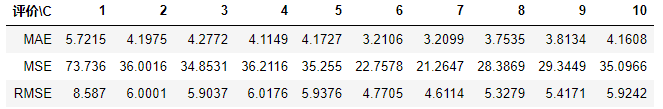 评价\C 1 2 3 4 5 6 7 8 9 10
MAE 5.7215 4.1975 4.2772 4.1149 4.1727 3.2106 3.2099 3.7535 3.8134 4.1608
MSE 73.736 36.0016 34.8531 36.2116 35.255 22.7578 21.2647 28.3869 29.3449 35.0966
RMSE 8.587 6.0001 5.9037 6.0176 5.9376 4.7705 4.6114 5.3279 5.4171 5.9242